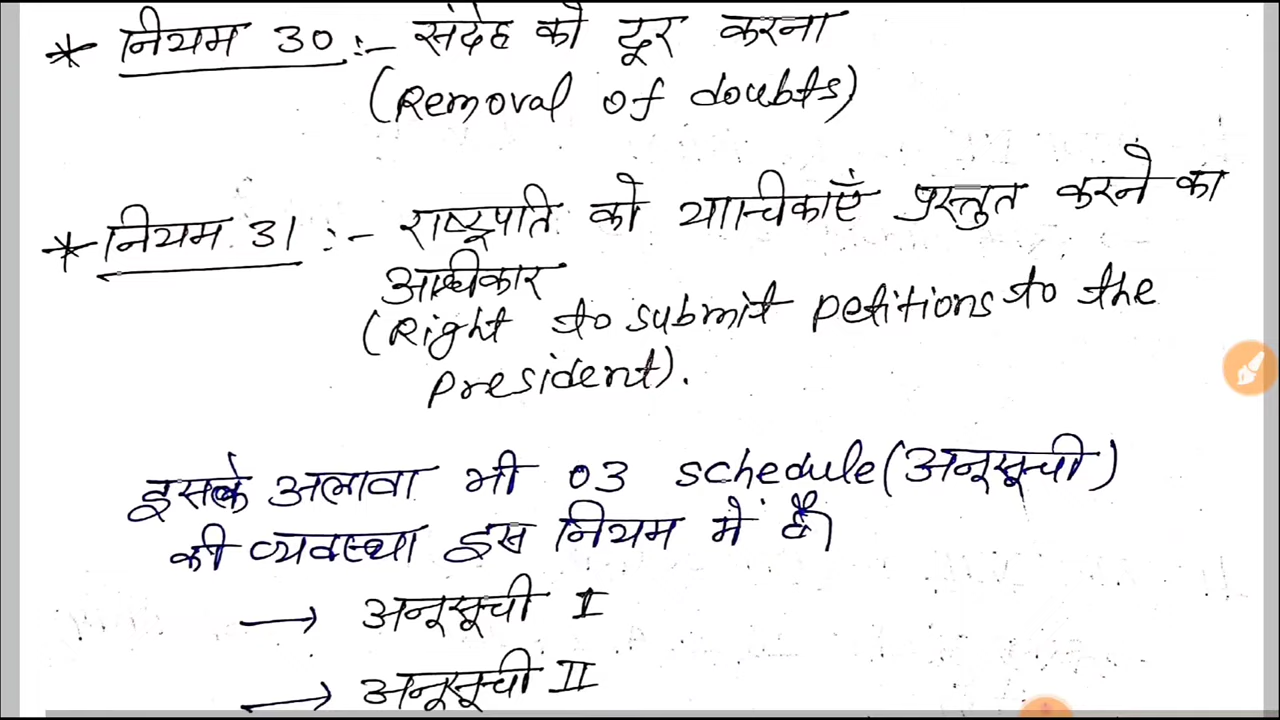 * नियम 30 :- संदेह को दूर करना
(Removal of doubts)
* नियम 31 :- राष्ट्रपति को याचिकाएँ प्रस्तुत करने का
अधिकार
(Right to submit petitions to the
president).
इसके अलावा भी 03 schedule (अनूसूची)
की व्यवस्था इस नियम में है
→ अनूसूची I
→ अनूसूची II